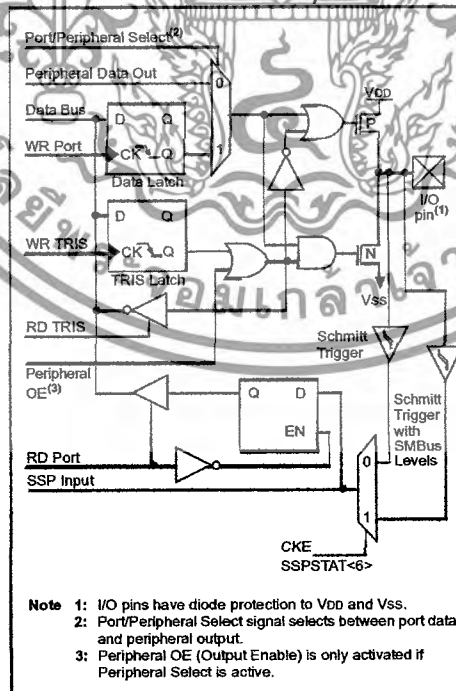 Port/Peripheral Select(2)
Peripheral Data Out
Data Bus
WR Port
D Q
CK Q
Data Latch
0
1
VDD
P
I/O
pin(1)
WR TRIS
D Q
CK Q
TRIS Latch
N
Vss
RD TRIS
Peripheral
OE(3)
Schmitt
Trigger
Q D
EN
Schmitt
Trigger
with
SMBus
Levels
RD Port
SSP Input
0
1
CKE
SSPSTAT<6>
Note 1: I/O pins have diode protection to VDD and Vss.
2: Port/Peripheral Select signal selects between port data
and peripheral output.
3: Peripheral OE (Output Enable) is only activated if
Peripheral Select is active.